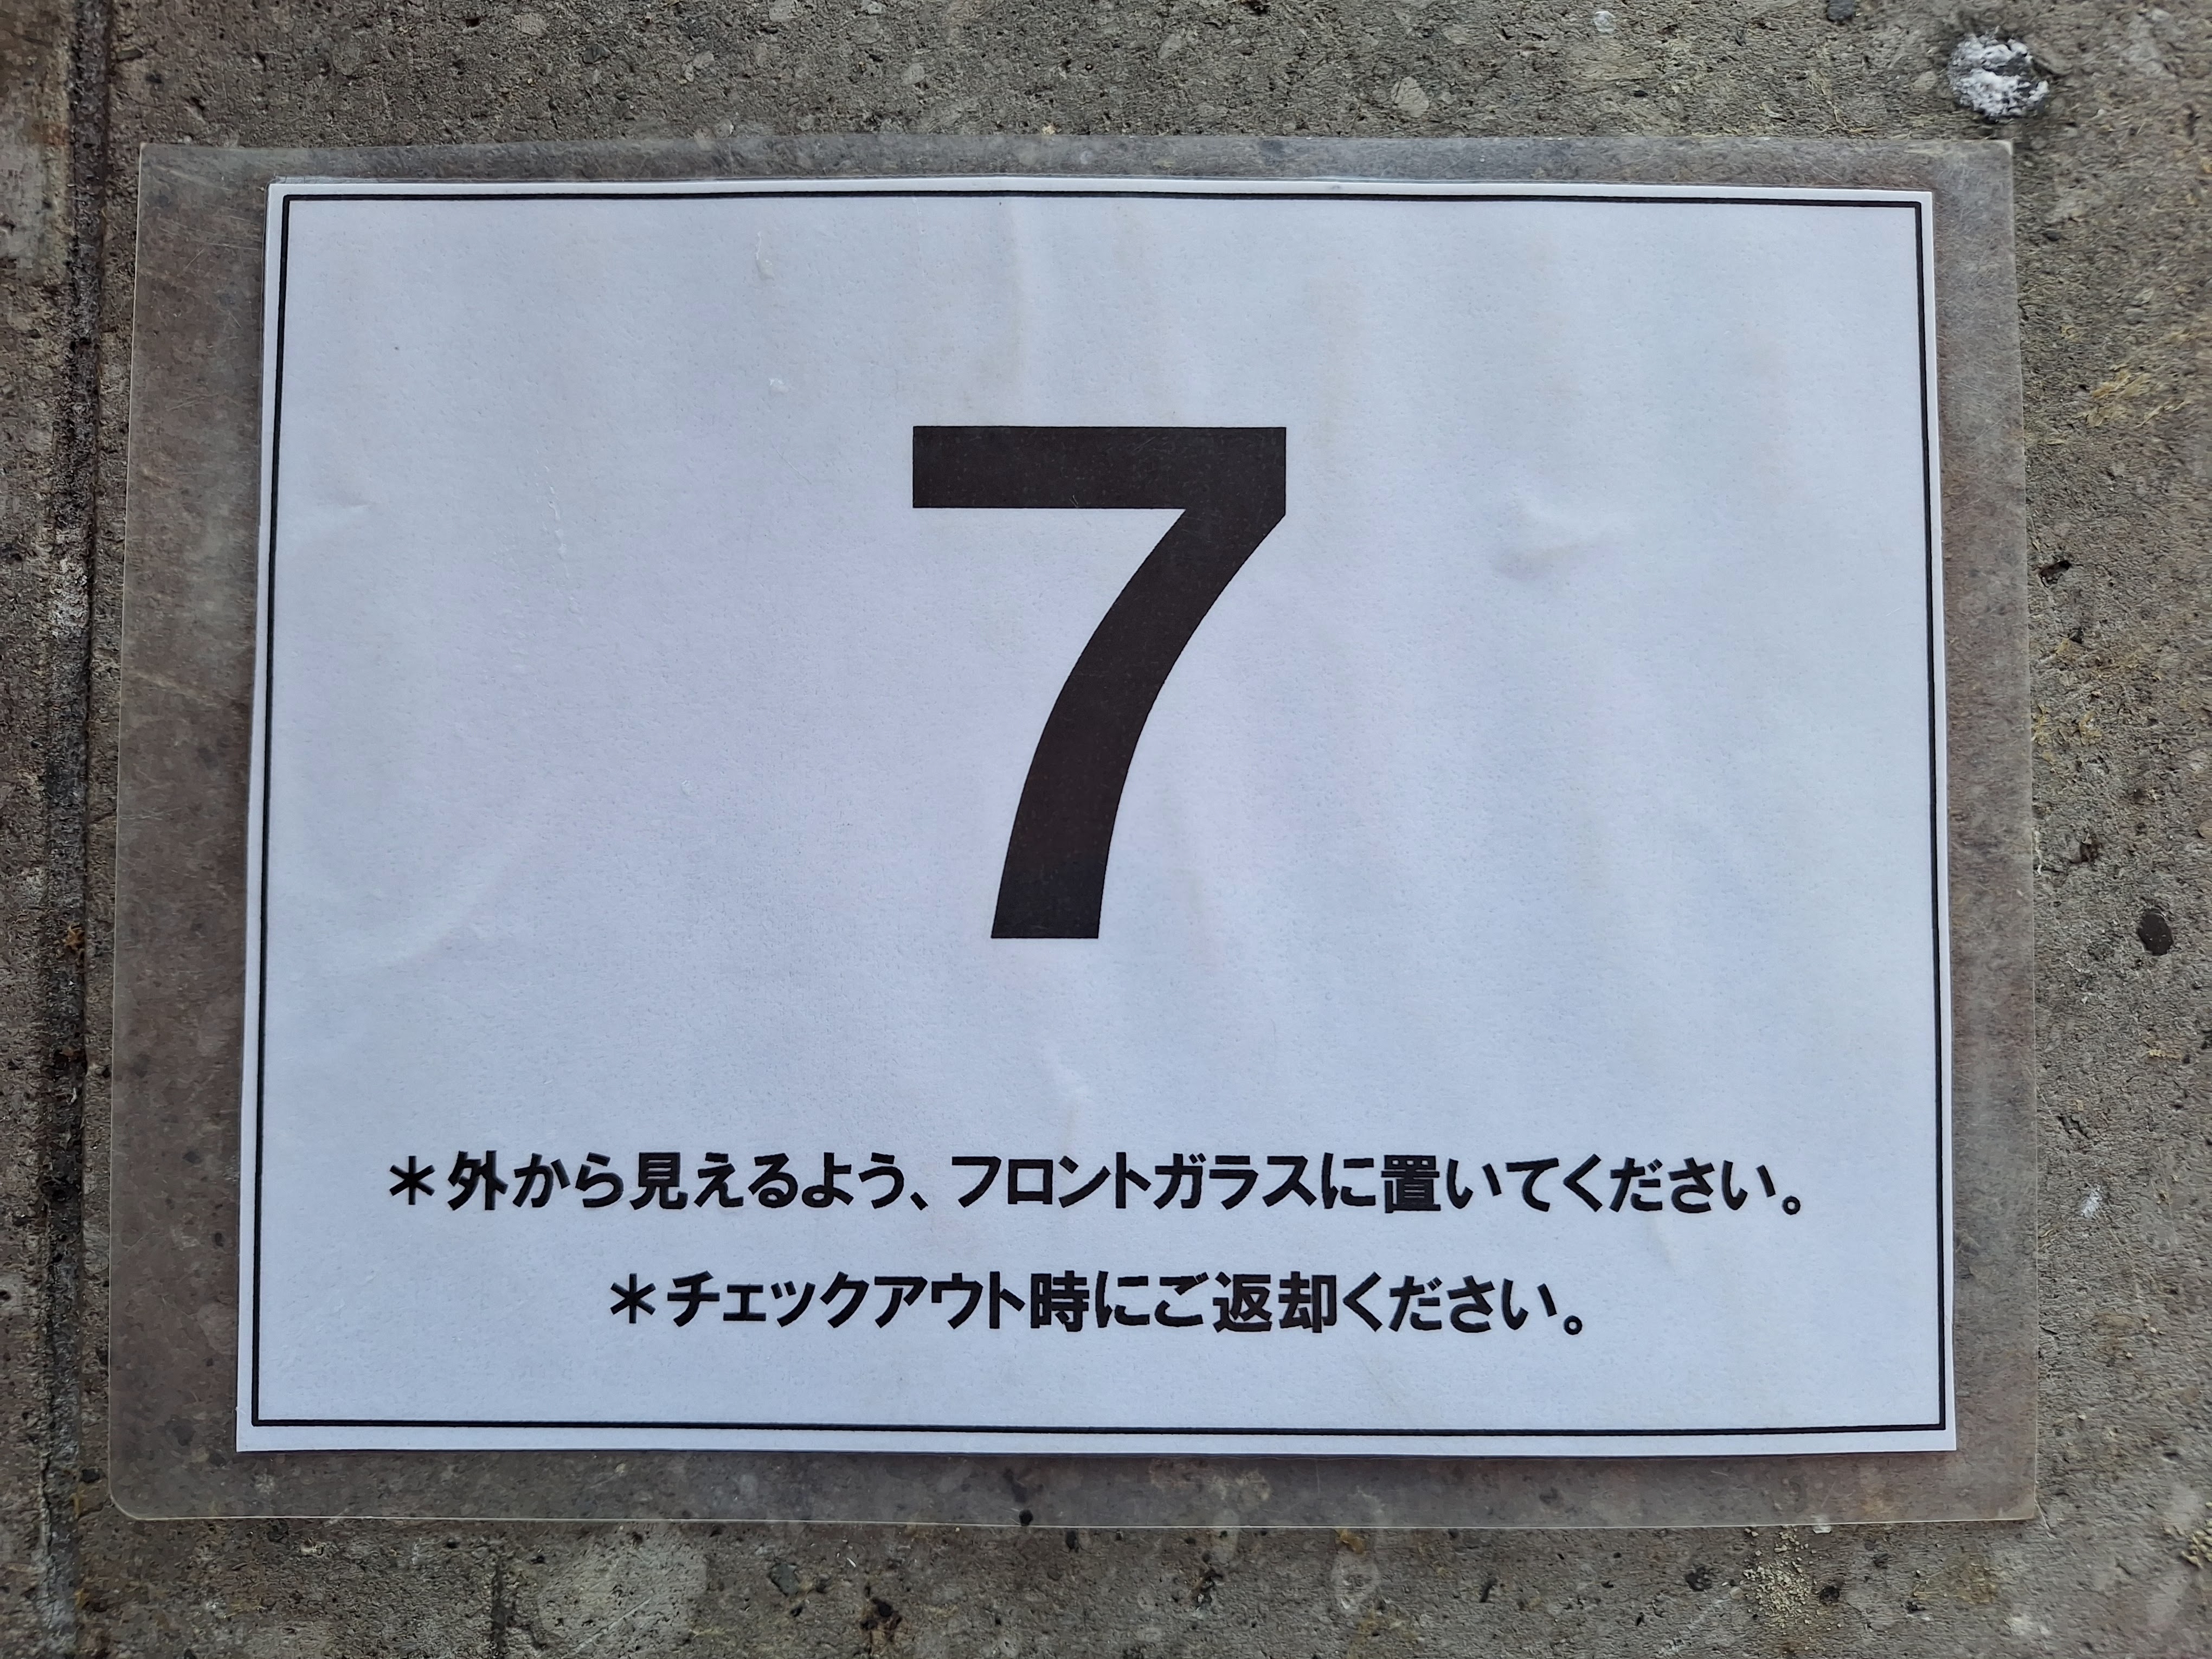 7
＊外から見えるよう、フロントガラスに置いてください。
＊チェックアウト時にご返却ください。